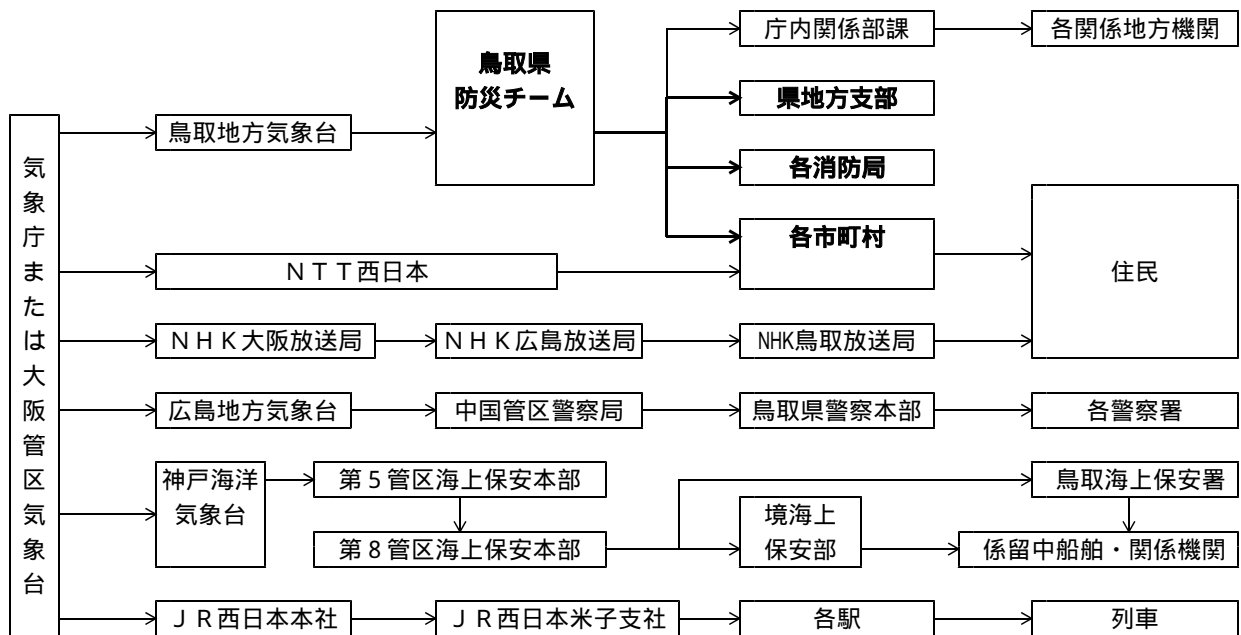 気象庁または大阪管区気象台
鳥取地方気象台
鳥取県
防災チーム
庁内関係部課
各関係地方機関
県地方支部
各消防局
各市町村
住民
ＮＴＴ西日本
ＮＨＫ大阪放送局
ＮＨＫ広島放送局
NHK鳥取放送局
広島地方気象台
中国管区警察局
鳥取県警察本部
各警察署
神戸海洋
気象台
第５管区海上保安本部
第８管区海上保安本部
境海上
保安部
鳥取海上保安署
係留中船舶・関係機関
ＪＲ西日本本社
ＪＲ西日本米子支社
各駅
列車